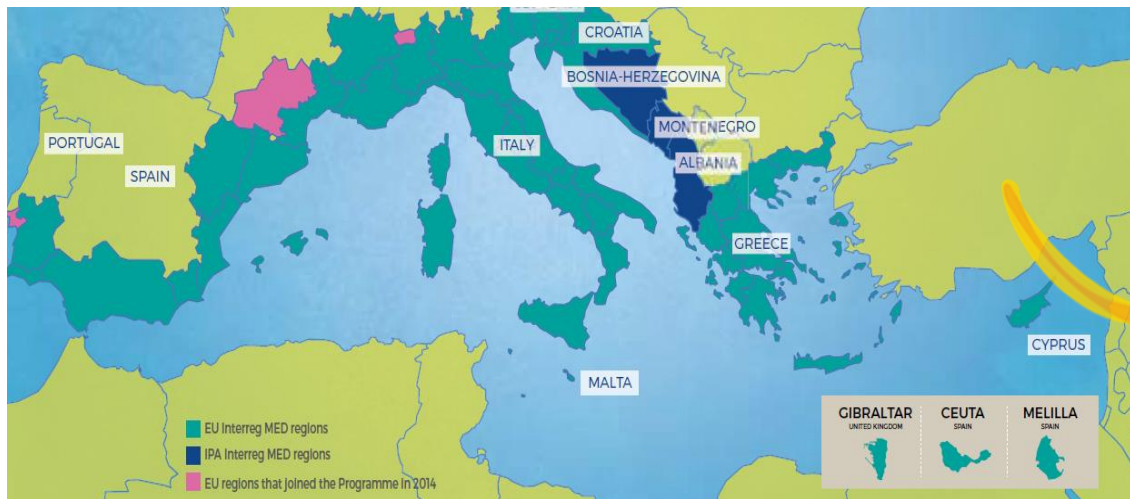 CROATIA
BOSNIA-HERZEGOVINA
MONTENEGRO
PORTUGAL
ITALY
ALBANIA
SPAIN
GREECE
CYPRUS
MALTA
EU Interreg MED regions
IPA Interreg MED regions
EU regions that joined the Programme in 2014
GIBRALTAR
UNITED KINGDOM
CEUTA
SPAIN
MELILLA
SPAIN